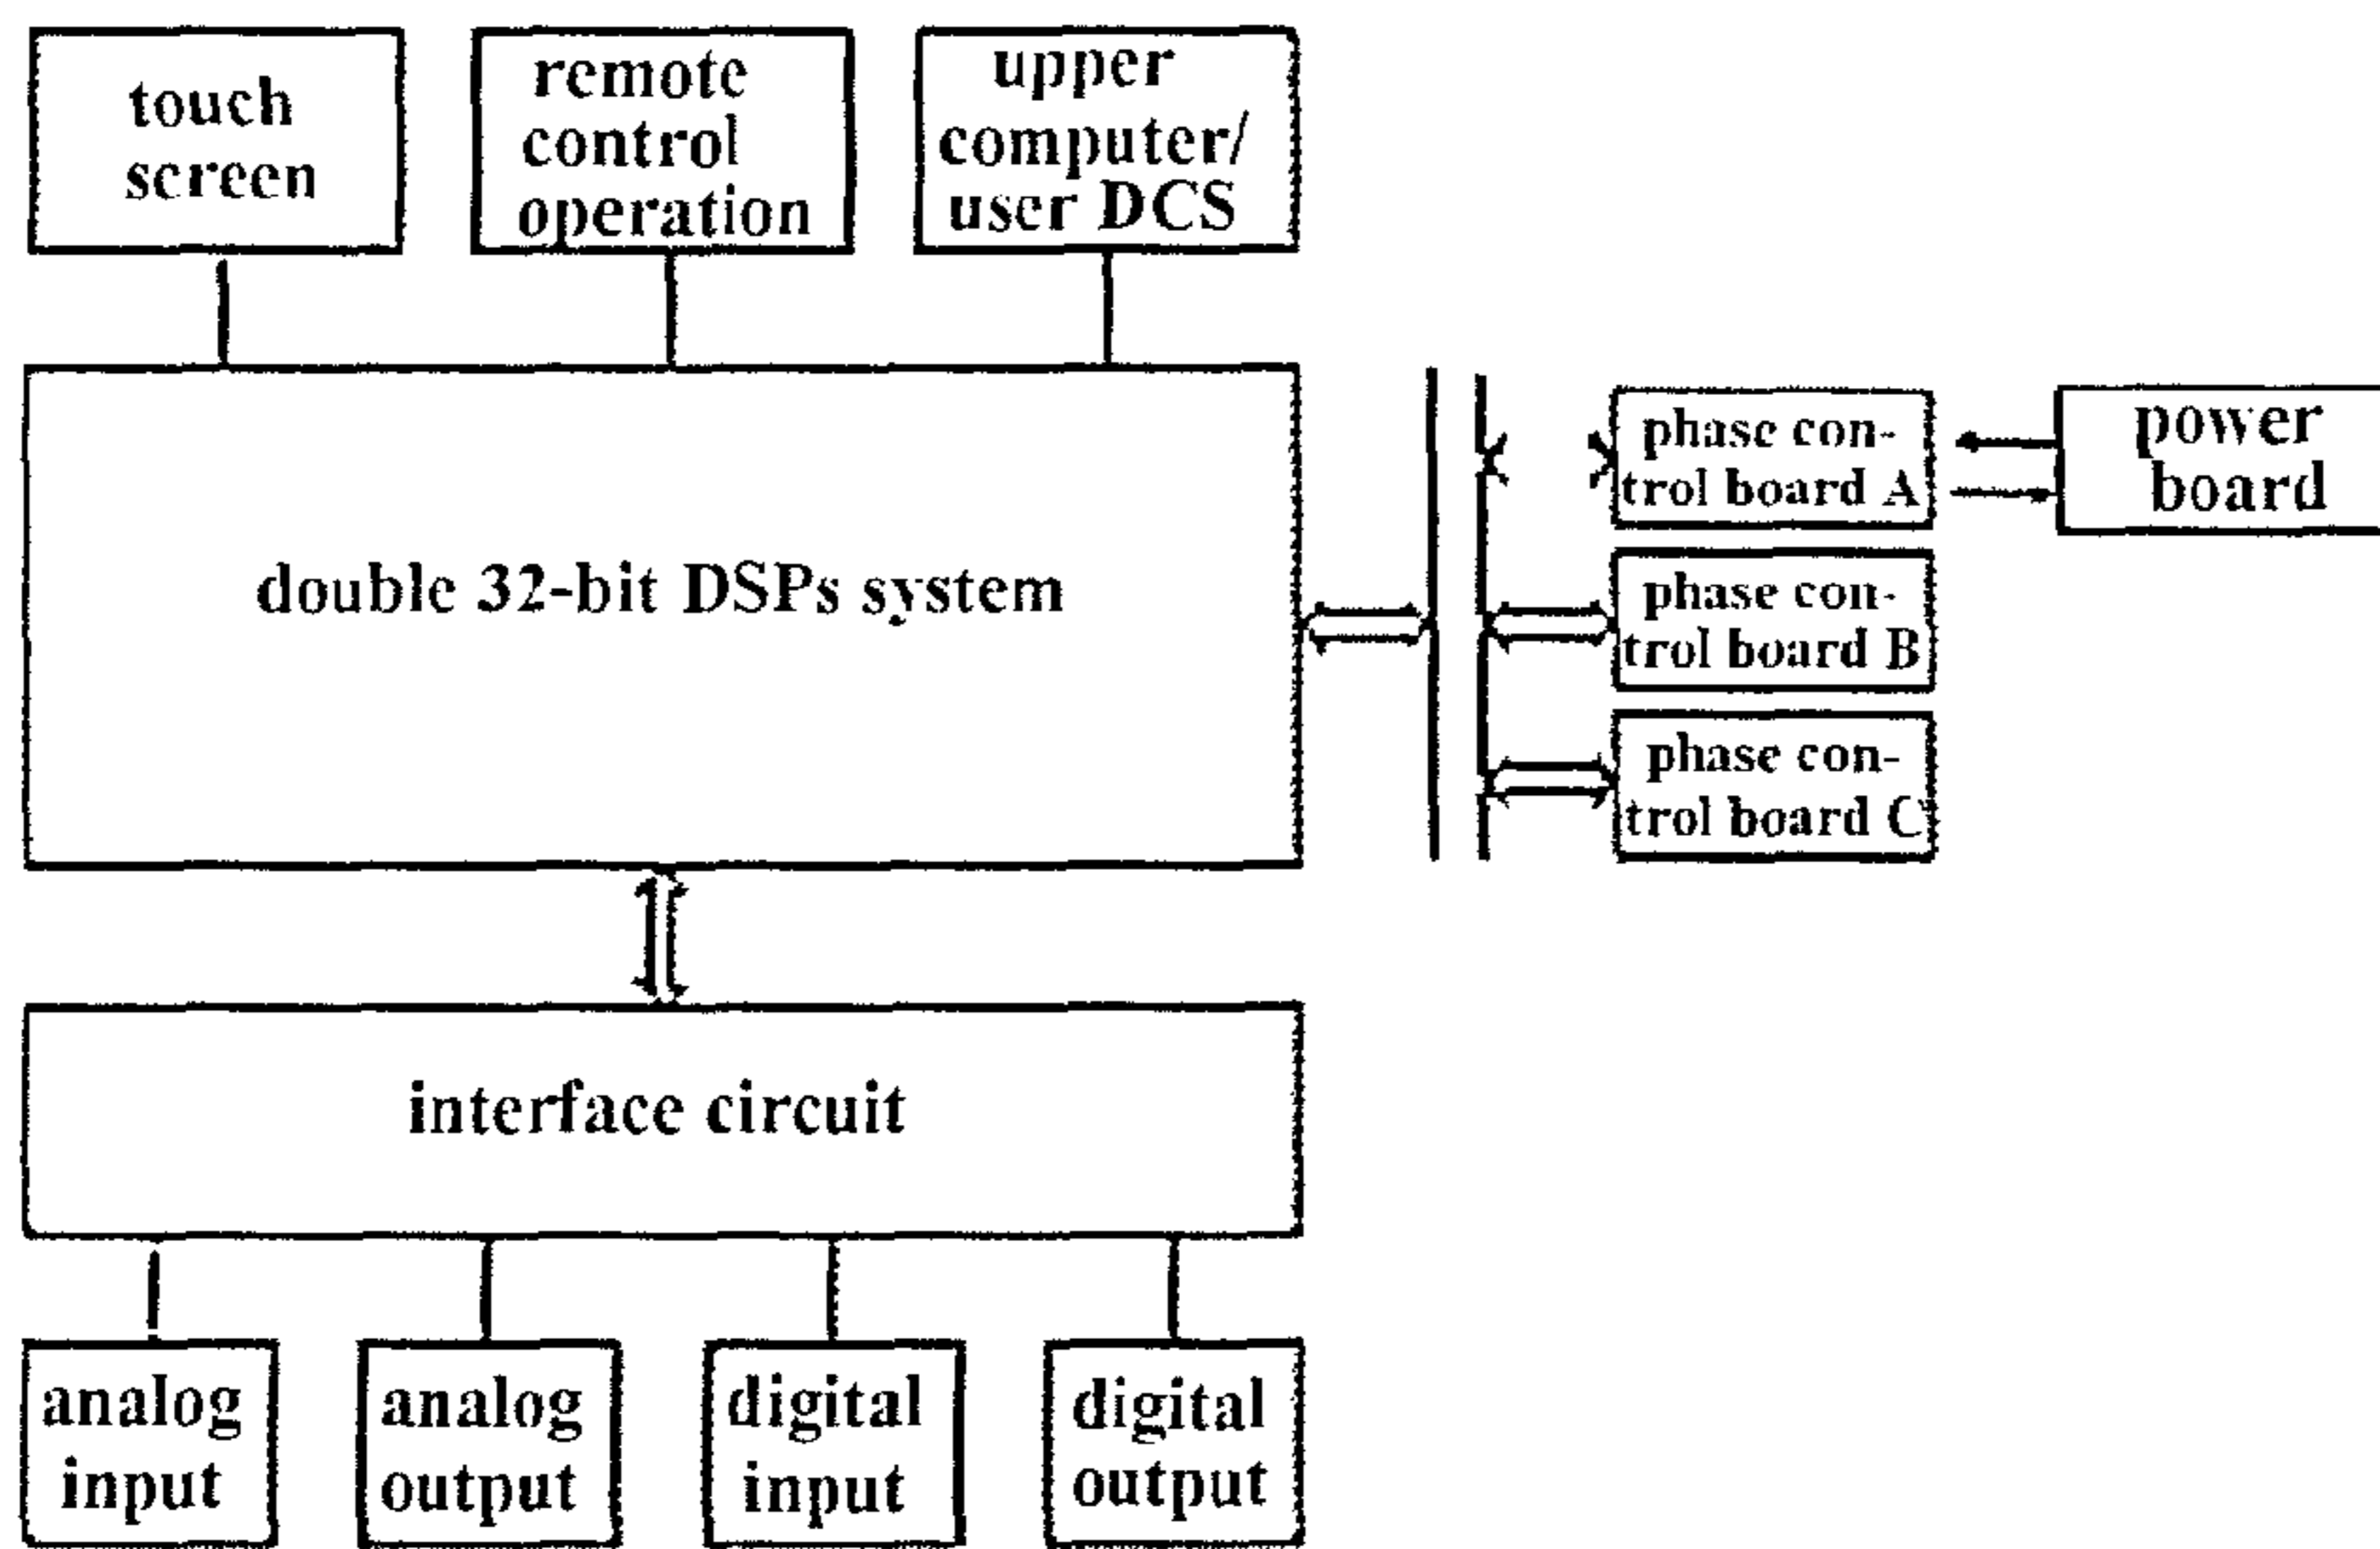 touch
screen
remote
control
operation
upper
computer/
user DCS
double 32-bit DSPs system
phase con-
trol board A
power
board
phase con-
trol board B
phase con-
trol board C
interface circuit
analog
input
analog
output
digital
input
digital
output